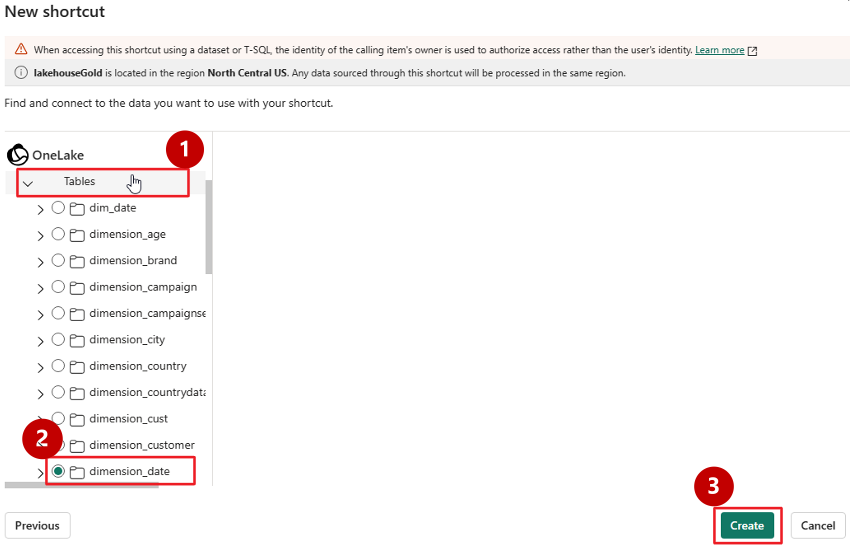 New shortcut
When accessing this shortcut using a dataset or T-SQL, the identity of the calling item's owner is used to authorize access rather than the user's identity. Learn more
lakehouseGold is located in the region North Central US. Any data sourced through this shortcut will be processed in the same region.
Find and connect to the data you want to use with your shortcut.
1
OneLake
Tables
dim_date
dimension_age
dimension_brand
dimension_campaign
dimension_campaignse
dimension_city
dimension_country
dimension_countrydata
dimension_cust
2
dimension_customer
dimension_date
3
Previous
Create
Cancel